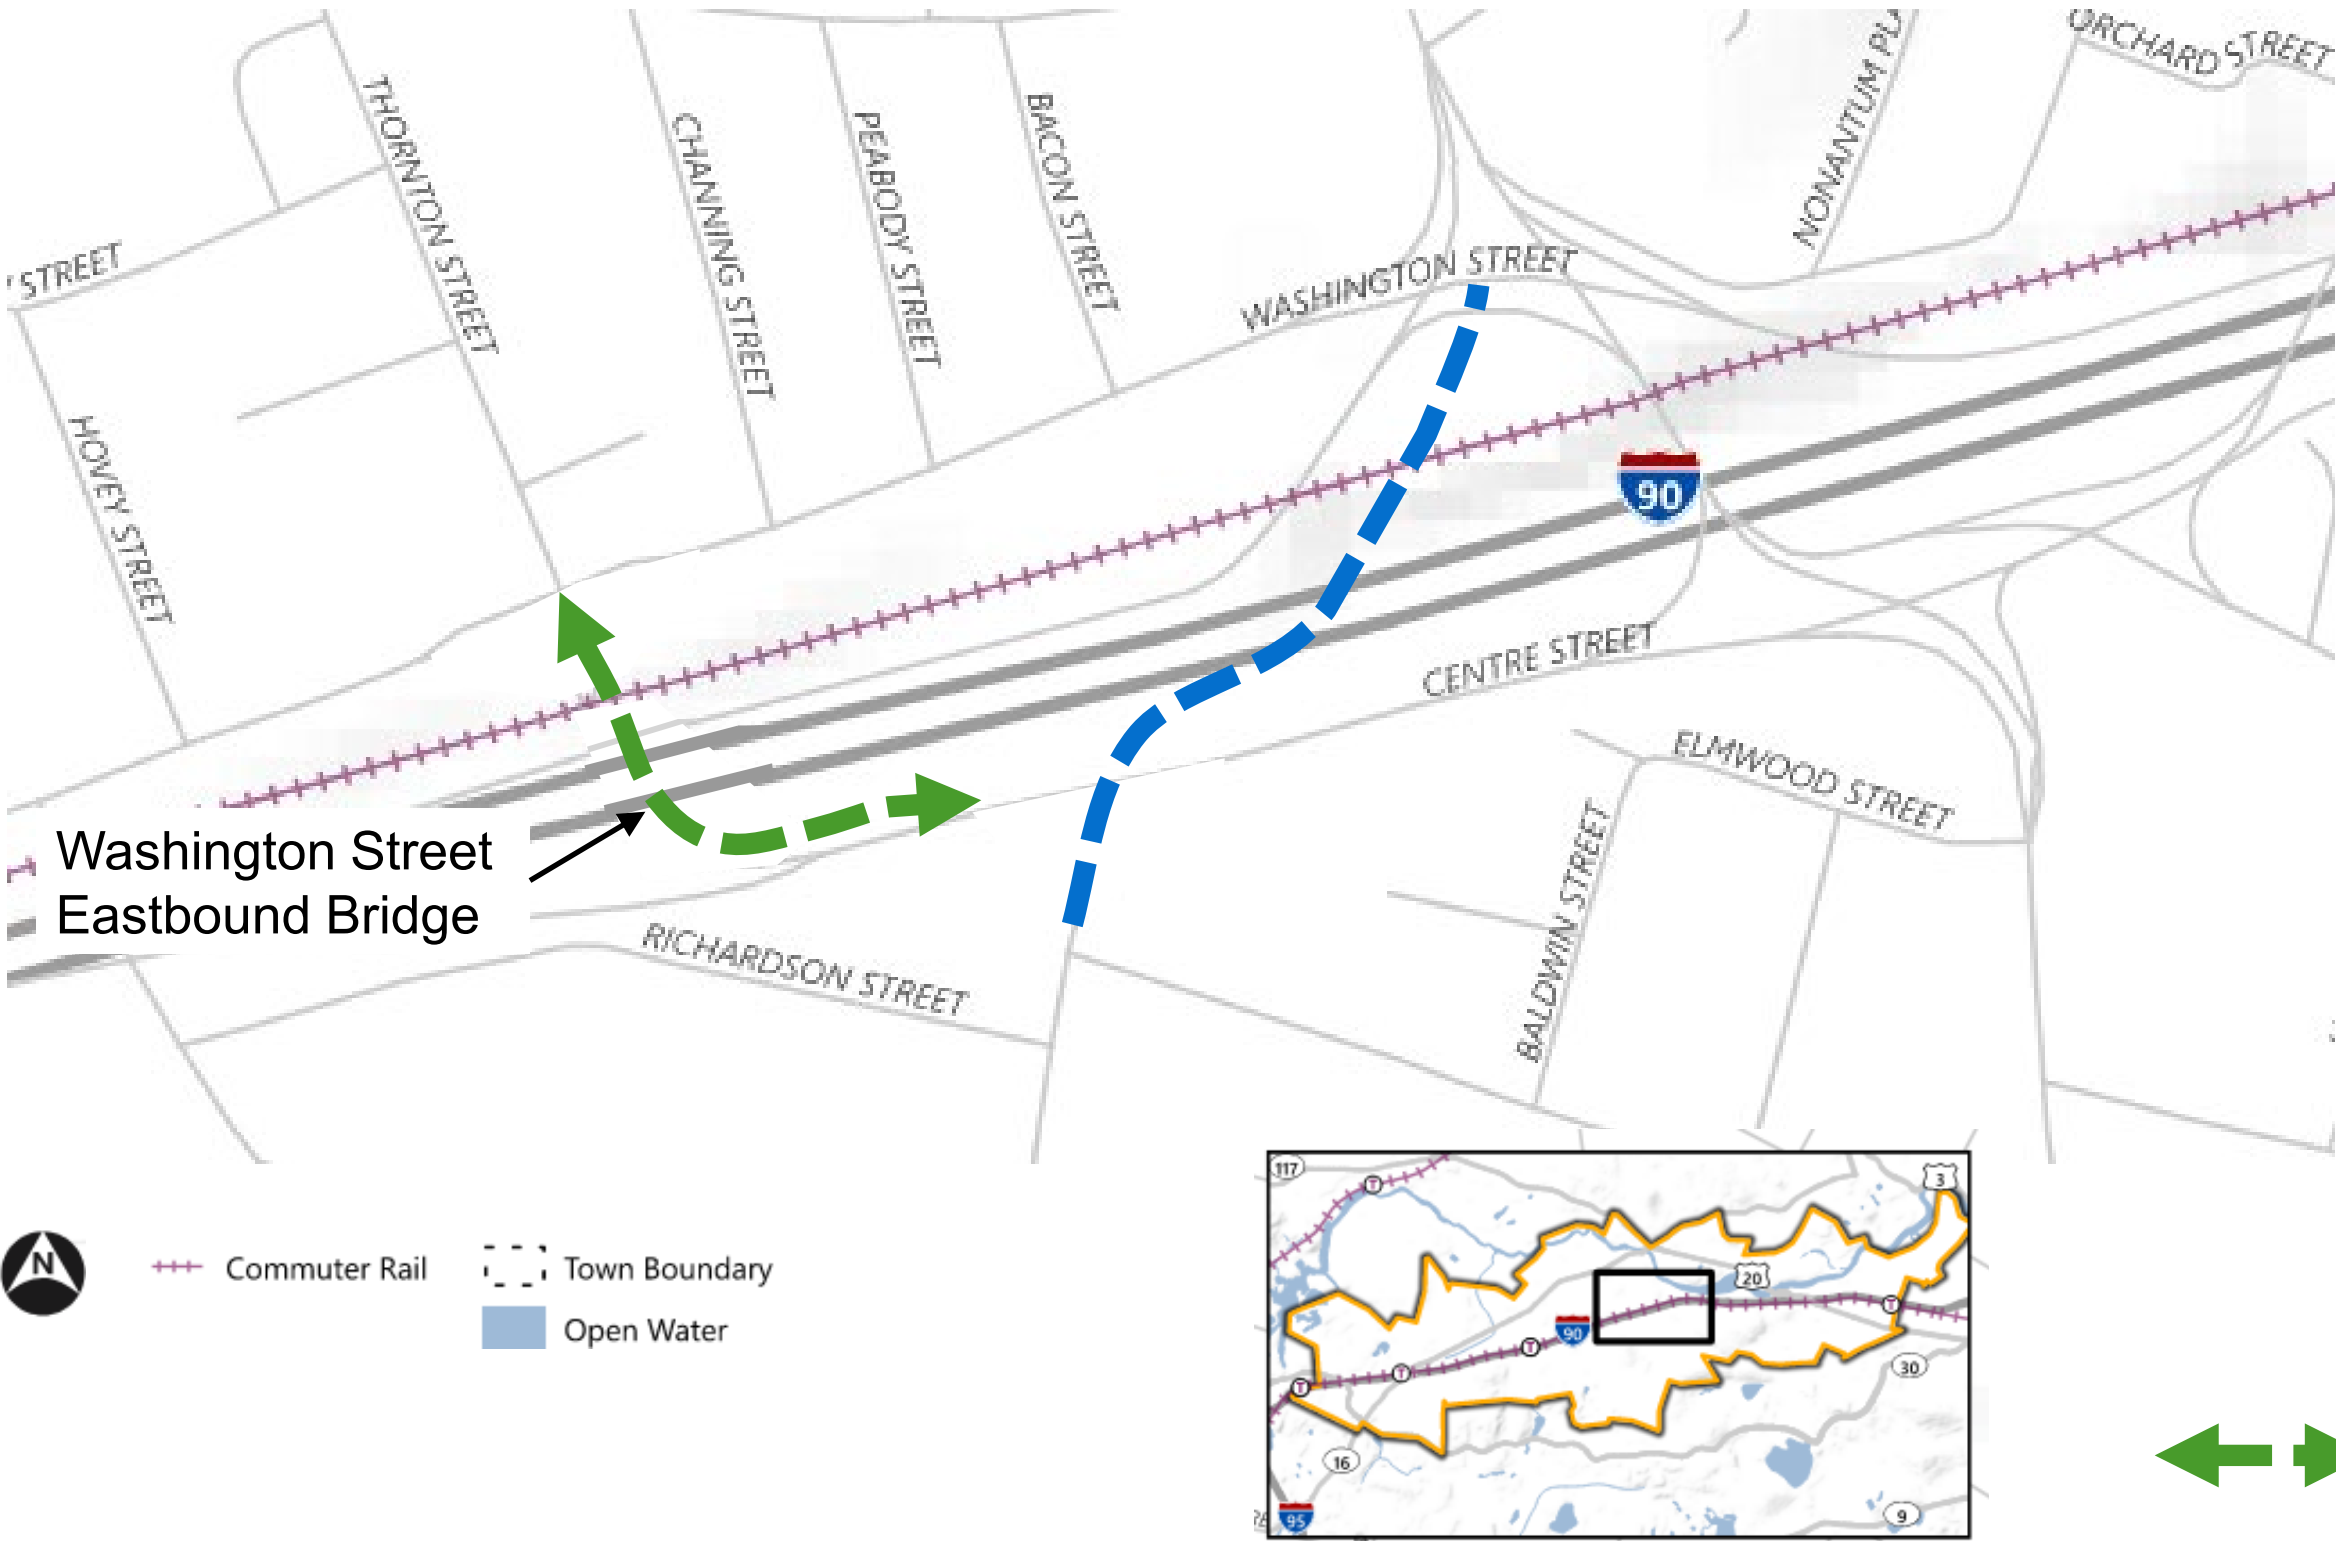 ORCHARD STREET
NONANTUM
THORNTON STREET
CHANNING STREET
PEABODY STREET
BACON STREET
STREET
WASHINGTON STREET
HOVEY STREET
90
CENTRE STREET
ELMWOOD STREET
BALDWIN STREET
Washington Street
Eastbound Bridge
RICHARDSON STREET
N
Commuter Rail
Town Boundary
Open Water
117
T
3
20
T
90
T
T
T
30
16
95
9